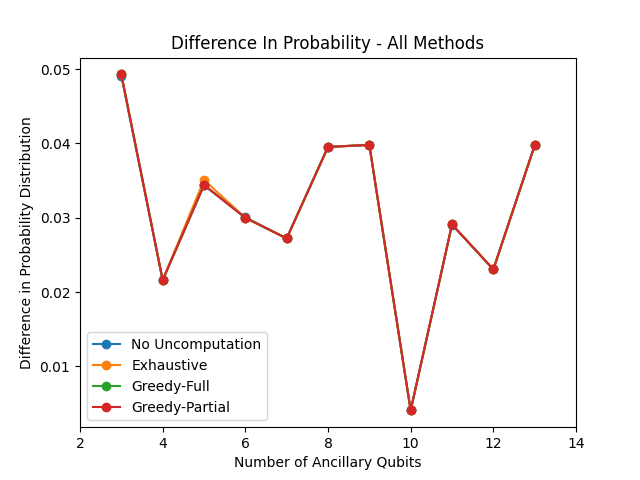 Difference In Probability - All Methods
Difference in Probability Distribution
0.05
0.04
0.03
0.02
0.01
No Uncomputation
Exhaustive
Greedy-Full
Greedy-Partial
2 4 6 8 10 12 14
Number of Ancillary Qubits